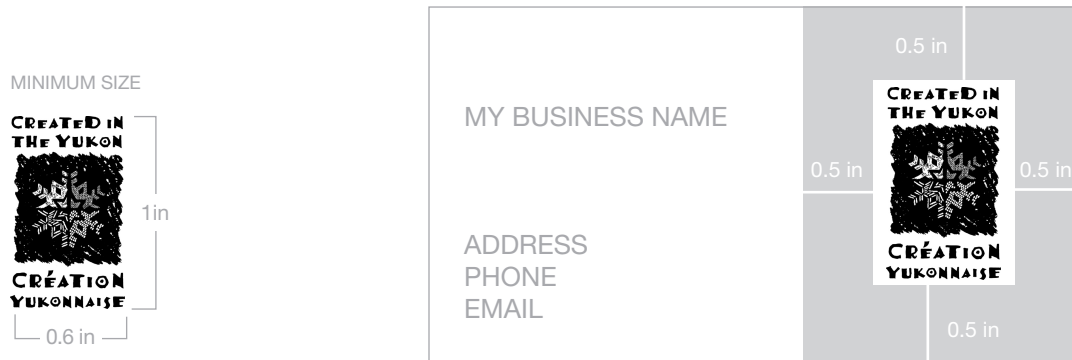 MINIMUM SIZE
CREATED IN
THE YUKON
CRÉATION
YUKONNAISE
1in
0.6 in
MY BUSINESS NAME
ADDRESS
PHONE
EMAIL
0.5 in
0.5 in
CREATED IN
THE YUKON
CRÉATION
YUKONNAISE
0.5 in
0.5 in